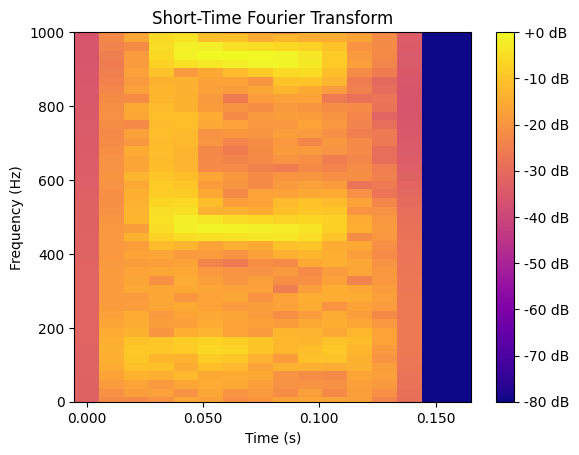 Short-Time Fourier Transform
1000
800
600
400
200
0
Frequency (Hz)
0.000
0.050
0.100
0.150
Time (s)
+0 dB
-10 dB
-20 dB
-30 dB
-40 dB
-50 dB
-60 dB
-70 dB
-80 dB